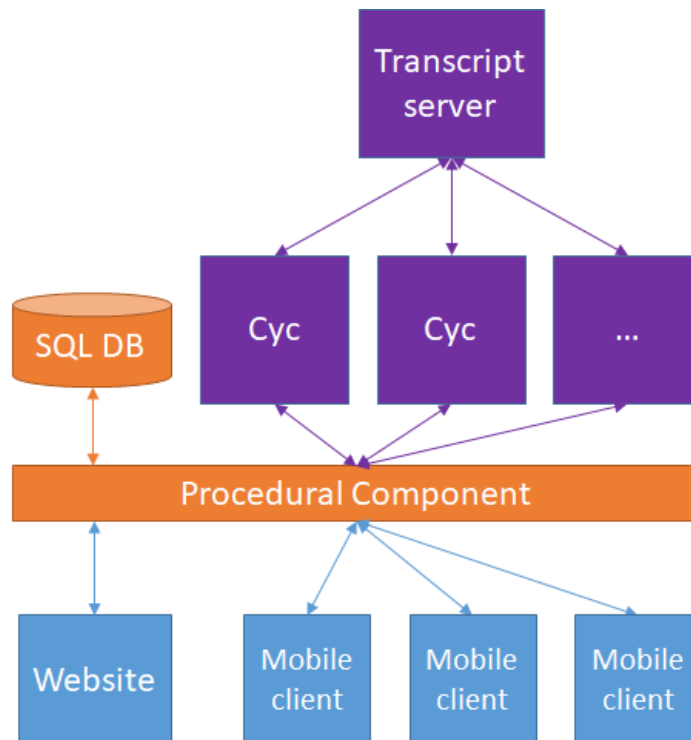 Transcript
server
Cyc
Cyc
...
SQL DB
Procedural Component
Website
Mobile
client
Mobile
client
Mobile
client